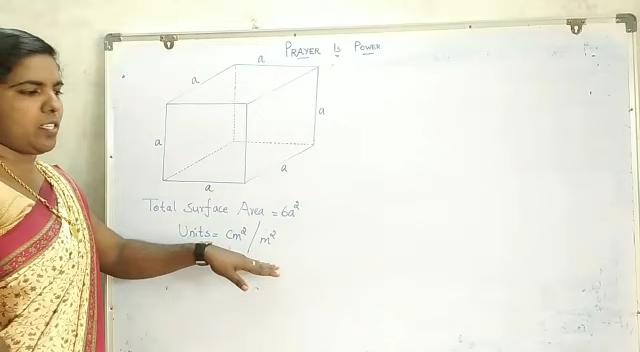 PRAYER IS POWER
a
a
a
a
a
a
Total Surface Area = 6a²
Units = Cm² / m²